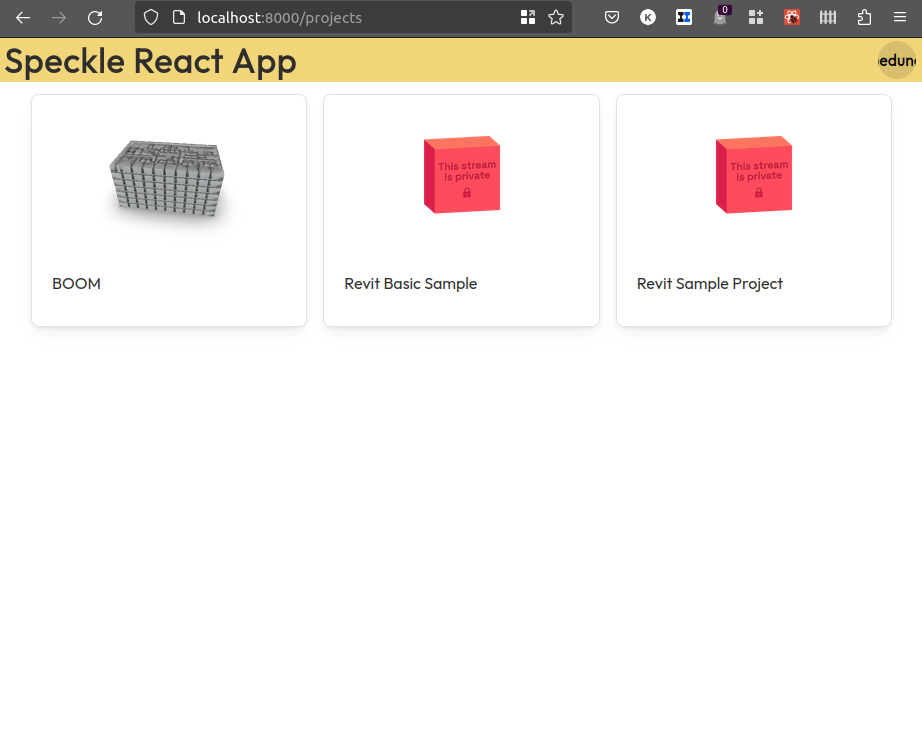 localhost:8000/projects
K
0
Speckle React App
This stream
is private
This stream
is private
BOOM
Revit Basic Sample
Revit Sample Project